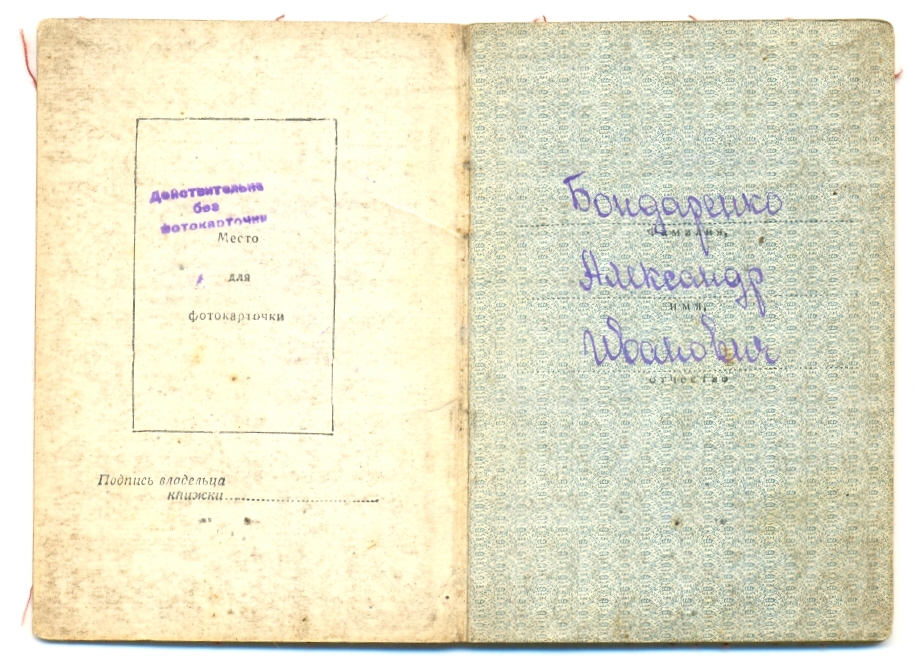 Действительна
без
фотокарточки
Место
для
фотокарточки
Подпись владельца
книжки
Бондаренко
Фамилия,
Александр
имя,
Иванович
отчество